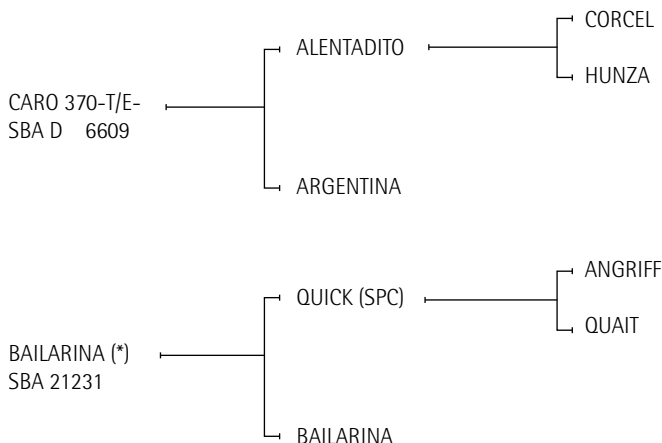 CORCEL
ALENTADITO
HUNZA
CARO 370-T/E-
SBA D 6609
ARGENTINA
ANGRIFF
QUICK (SPC)
QUAIT
BAILARINA (*)
SBA 21231
BAILARINA